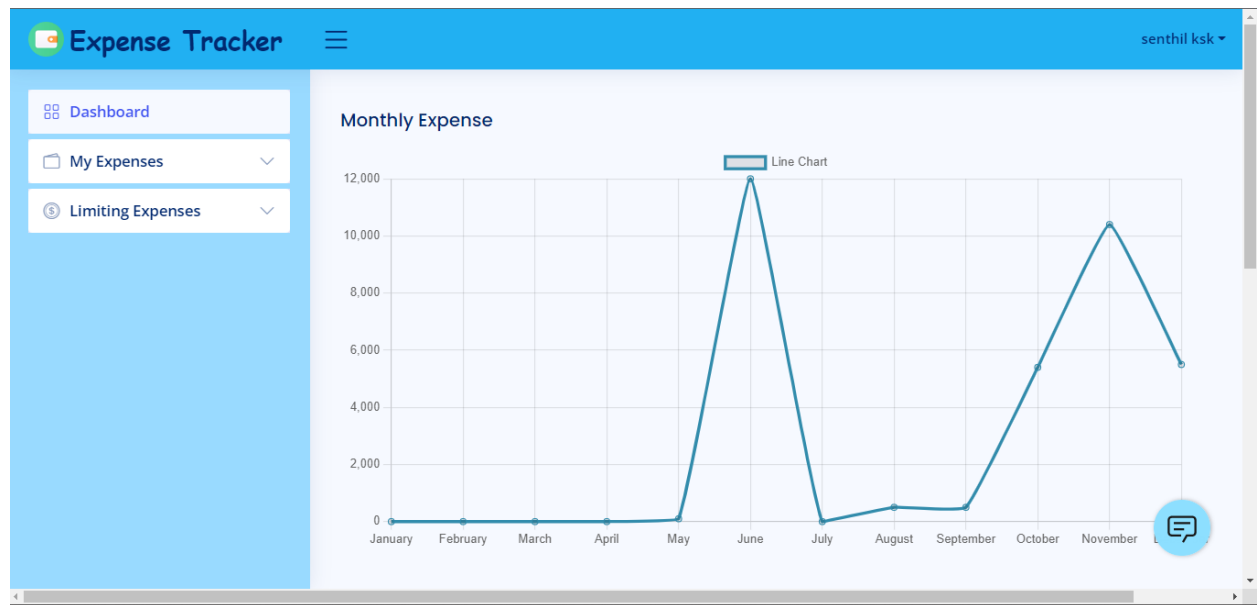 Expense Tracker
senthil ksk
Dashboard
My Expenses
Limiting Expenses
Monthly Expense
Line Chart
12,000
10,000
8,000
6,000
4,000
2,000
0
January February March April May June July August September October November